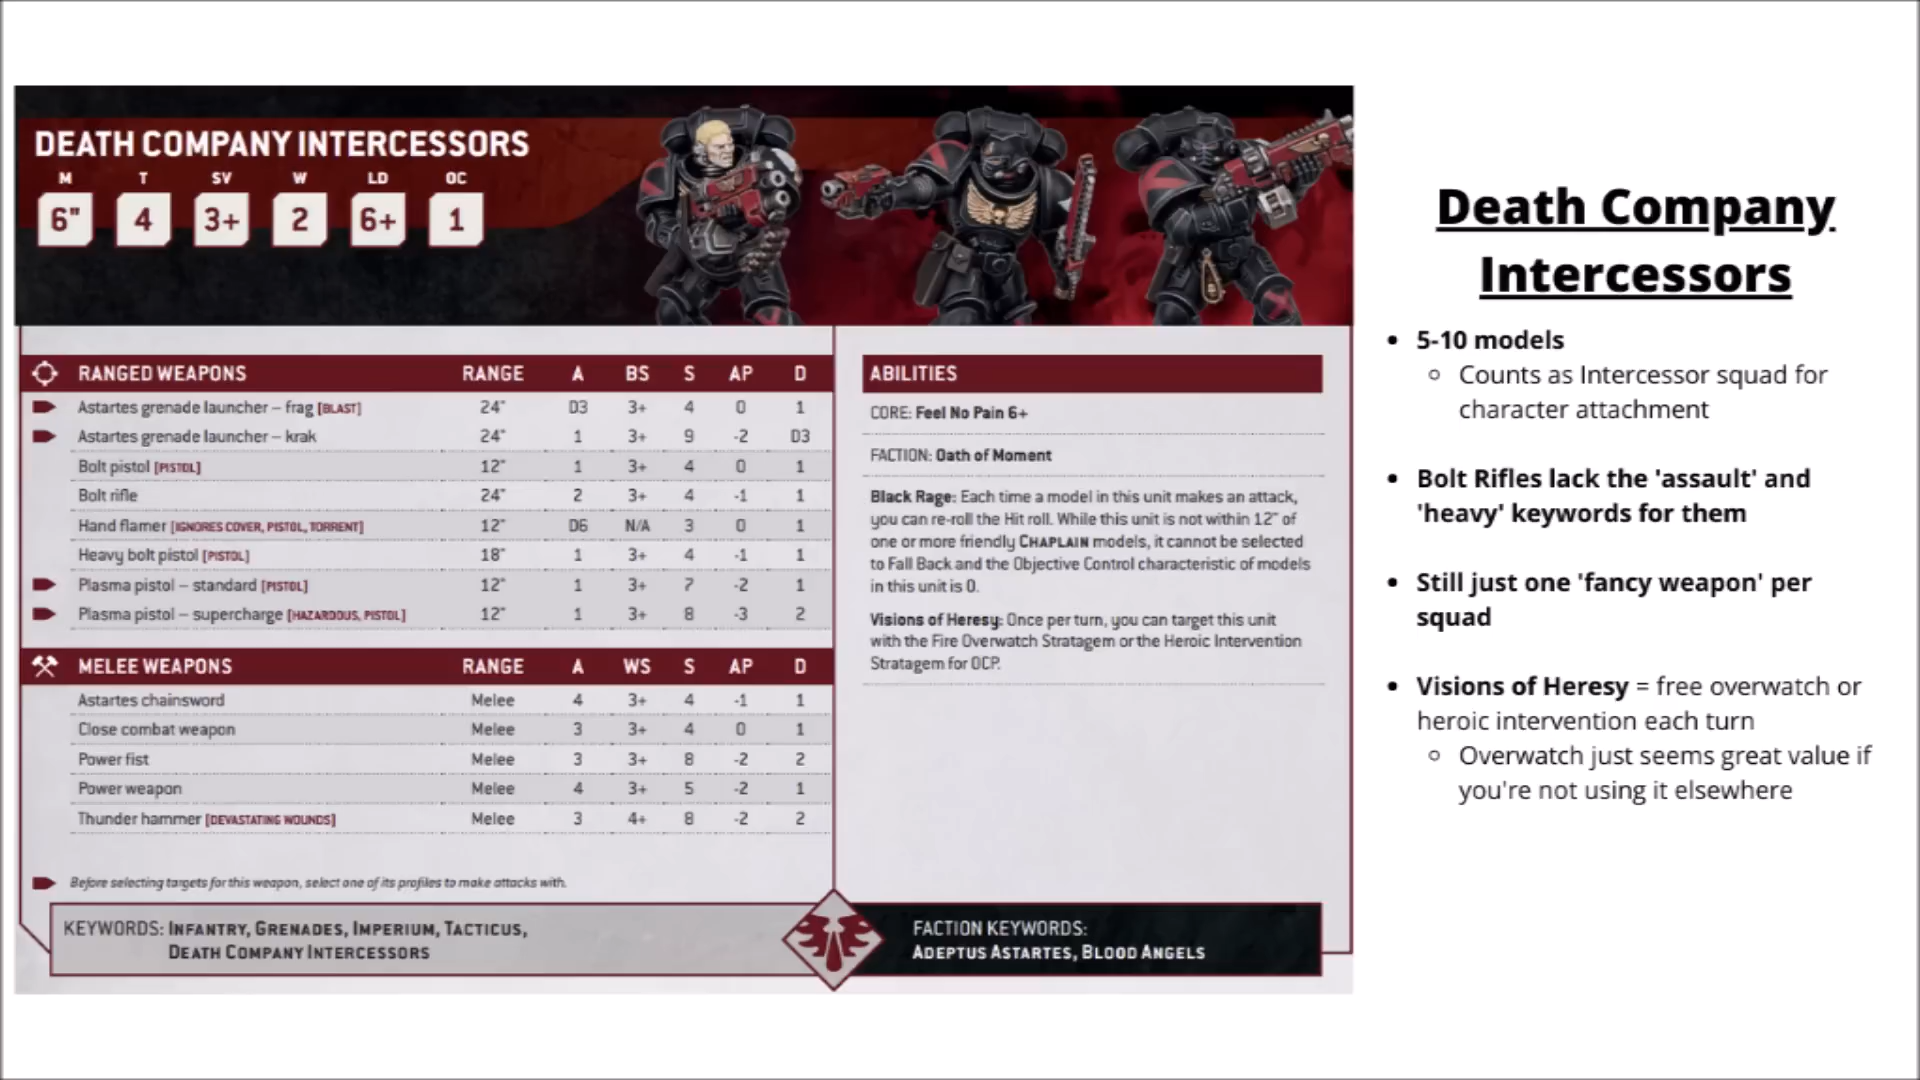 DEATH COMPANY INTERCESSORS
M T SV W LD OC
6" 4 3+ 2 6+ 1
RANGED WEAPONS RANGE A BS S AP D
Astartes grenade launcher – frag [BLAST] 24" D3 3+ 4 0 1
Astartes grenade launcher – krak 24" 1 3+ 9 -2 D3
Bolt pistol [PISTOL] 12" 1 3+ 4 0 1
Bolt rifle 24" 2 3+ 4 -1 1
Hand flamer [IGNORES COVER, PISTOL, TORRENT] 12" D6 N/A 3 0 1
Heavy bolt pistol [PISTOL] 18" 1 3+ 4 -1 1
Plasma pistol – standard [PISTOL] 12" 1 3+ 7 -2 1
Plasma pistol – supercharge [HAZARDOUS, PISTOL] 12" 1 3+ 8 -3 2
MELEE WEAPONS RANGE A WS S AP D
Astartes chainsword Melee 4 3+ 4 -1 1
Close combat weapon Melee 3 3+ 4 0 1
Power fist Melee 3 3+ 8 -2 2
Power weapon Melee 4 3+ 5 -2 1
Thunder hammer [DEVASTATING WOUNDS] Melee 3 4+ 8 -2 2
Before selecting targets for this weapon, select one of its profiles to make attacks with.
KEYWORDS: INFANTRY, GRENADES, IMPERIUM, TACTICUS,
DEATH COMPANY INTERCESSORS
ABILITIES
CORE: Feel No Pain 6+
FACTION: Oath of Moment
Black Rage: Each time a model in this unit makes an attack,
you can re-roll the Hit roll. While this unit is not within 12" of
one or more friendly CHAPLAIN models, it cannot be selected
to Fall Back and the Objective Control characteristic of models
in this unit is 0.
Visions of Heresy: Once per turn, you can target this unit
with the Fire Overwatch Stratagem or the Heroic Intervention
Stratagem for 0CP.
FACTION KEYWORDS:
ADEPTUS ASTARTES, BLOOD ANGELS
Death Company
Intercessors
• 5-10 models
○ Counts as Intercessor squad for
character attachment
• Bolt Rifles lack the 'assault' and
'heavy' keywords for them
• Still just one 'fancy weapon' per
squad
• Visions of Heresy = free overwatch or
heroic intervention each turn
○ Overwatch just seems great value if
you're not using it elsewhere